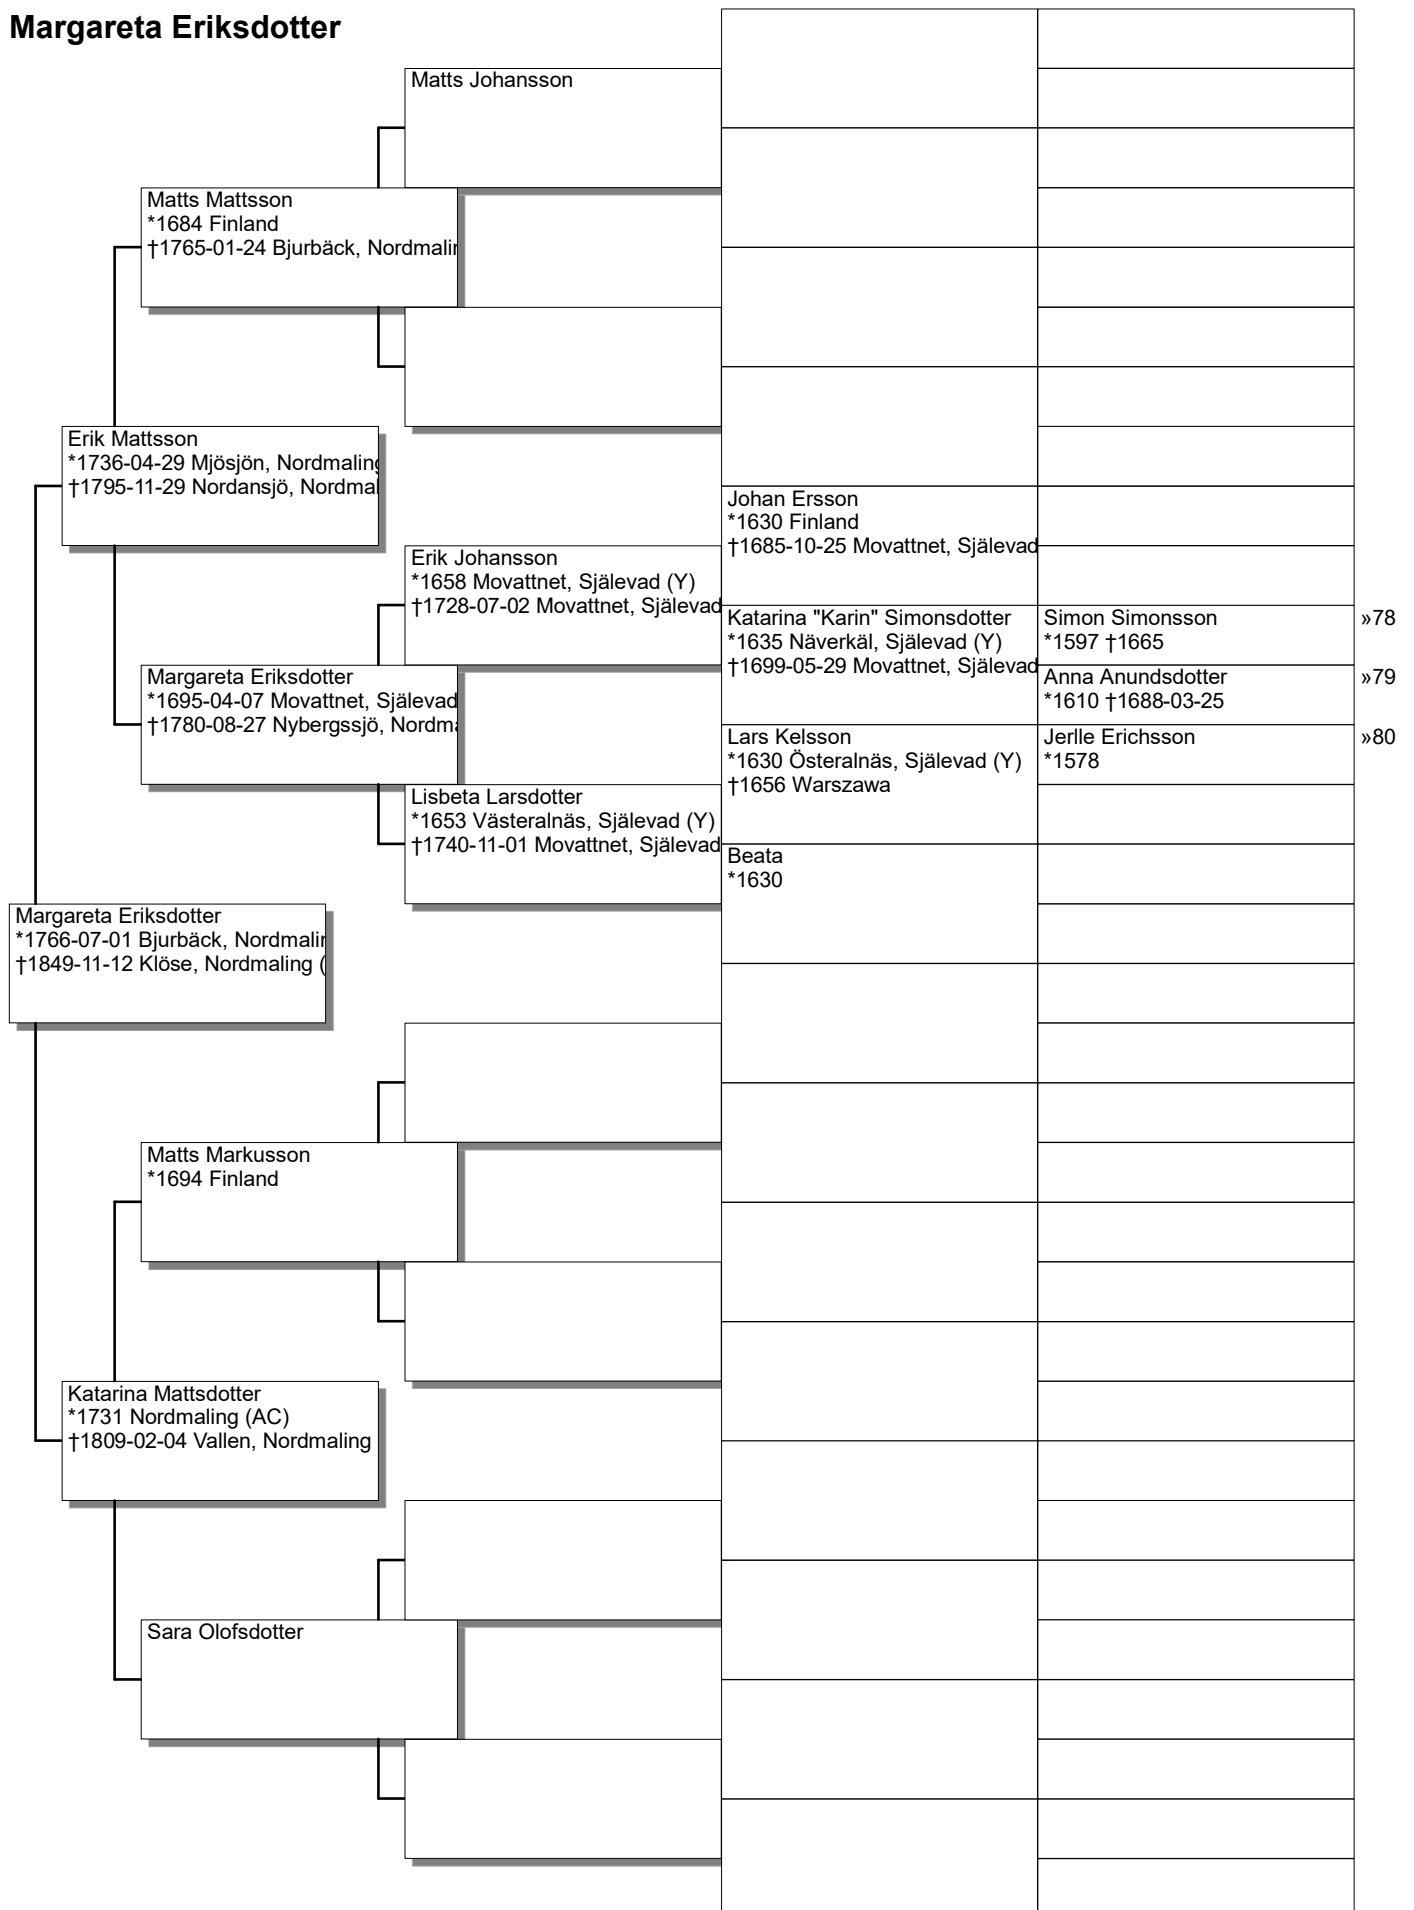 Margareta Eriksdotter
Matts Johansson
Matts Mattsson
*1684 Finland
†1765-01-24 Bjurbäck, Nordmalin
Erik Mattsson
*1736-04-29 Mjösjön, Nordmaling
†1795-11-29 Nordansjö, Nordmal
Johan Ersson
*1630 Finland
†1685-10-25 Movattnet, Själevad
Erik Johansson
*1658 Movattnet, Själevad (Y)
†1728-07-02 Movattnet, Själevad
Katarina "Karin" Simonsdotter
*1635 Näverkäl, Själevad (Y)
†1699-05-29 Movattnet, Själevad
Simon Simonsson
*1597 †1665
»78
Margareta Eriksdotter
*1695-04-07 Movattnet, Själevad
†1780-08-27 Nybergssjö, Nordma
Anna Anundsdotter
*1610 †1688-03-25
»79
Lars Kelsson
*1630 Österalnäs, Själevad (Y)
†1656 Warszawa
Jerlle Erichsson
*1578
»80
Lisbeta Larsdotter
*1653 Västeralnäs, Själevad (Y)
†1740-11-01 Movattnet, Själevad
Beata
*1630
Margareta Eriksdotter
*1766-07-01 Bjurbäck, Nordmalin
†1849-11-12 Klöse, Nordmaling (
Matts Markusson
*1694 Finland
Katarina Mattsdotter
*1731 Nordmaling (AC)
†1809-02-04 Vallen, Nordmaling
Sara Olofsdotter